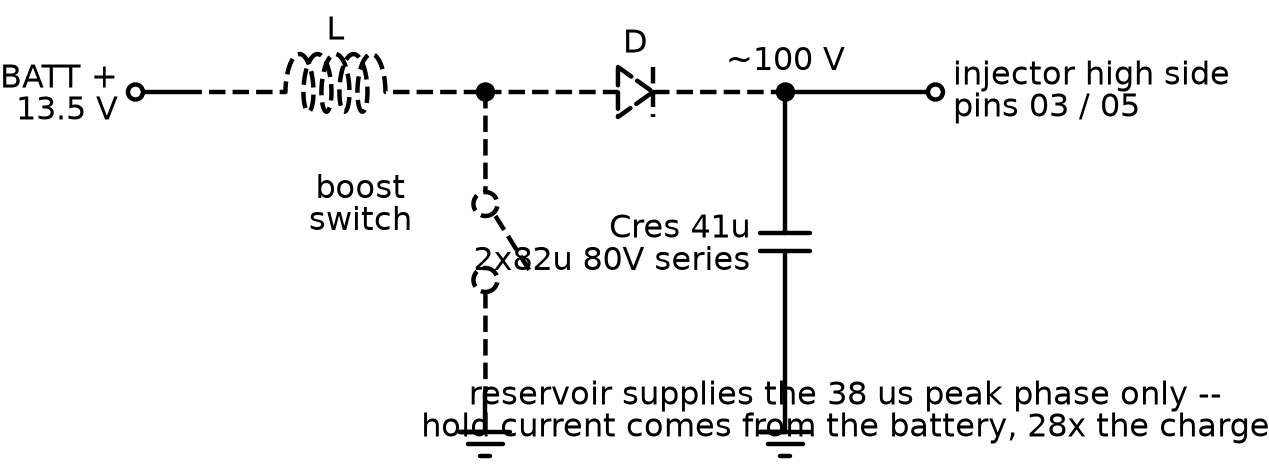 L
D
~100 V
BATT +
13.5 V
injector high side
pins 03 / 05
boost
switch
Cres 41u
2x82u 80V series
reservoir supplies the 38 us peak phase only --
hold current comes from the battery, 28x the charge